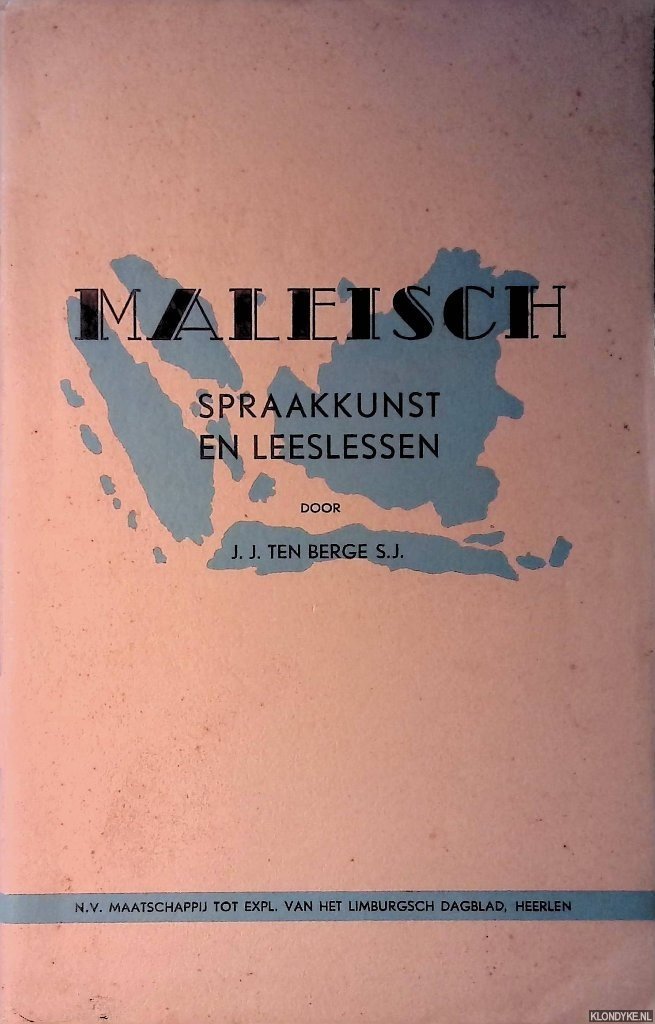 MALEISCH
SPRAAKKUNST
EN LEESLESSEN
DOOR
J. J. TEN BERGE S.J.
N.V. MAATSCHAPPIJ TOT EXPL. VAN HET LIMBURGSCH DAGBLAD, HEERLEN
KLONDYKE.NL